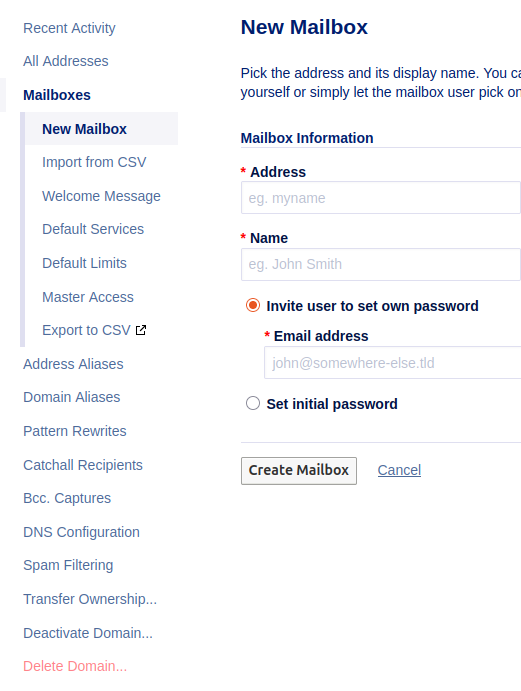 Recent Activity
All Addresses
Mailboxes
New Mailbox
Import from CSV
Welcome Message
Default Services
Default Limits
Master Access
Export to CSV
Address Aliases
Domain Aliases
Pattern Rewrites
Catchall Recipients
Bcc. Captures
DNS Configuration
Spam Filtering
Transfer Ownership...
Deactivate Domain...
Delete Domain...
New Mailbox
Pick the address and its display name. You
yourself or simply let the mailbox user pick
Mailbox Information
* Address
eg. myname
* Name
eg. John Smith
Invite user to set own password
* Email address
john@somewhere-else.tld
Set initial password
Create Mailbox Cancel